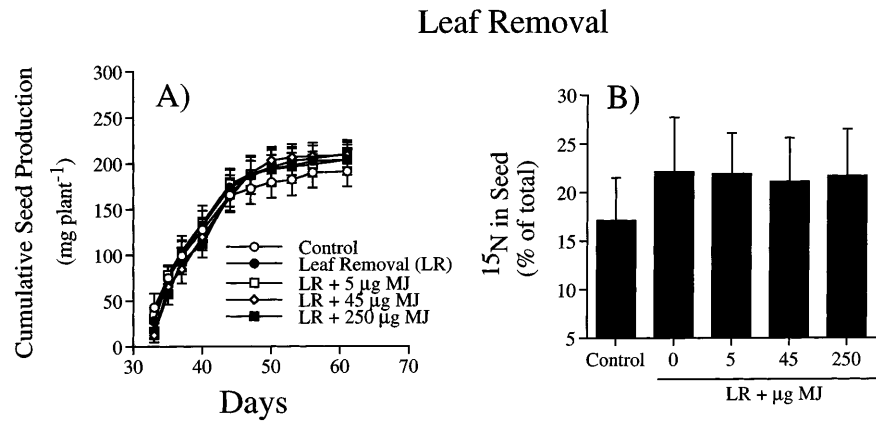 Leaf Removal
A)
Cumulative Seed Production
(mg plant⁻¹)
300
250
200
150
100
50
0
Control
Leaf Removal (LR)
LR + 5 µg MJ
LR + 45 µg MJ
LR + 250 µg MJ
30 40 50 60 70
Days
B)
¹⁵N in Seed
(% of total)
40
35
30
25
20
15
10
5
Control 0 5 45 250
LR + µg MJ